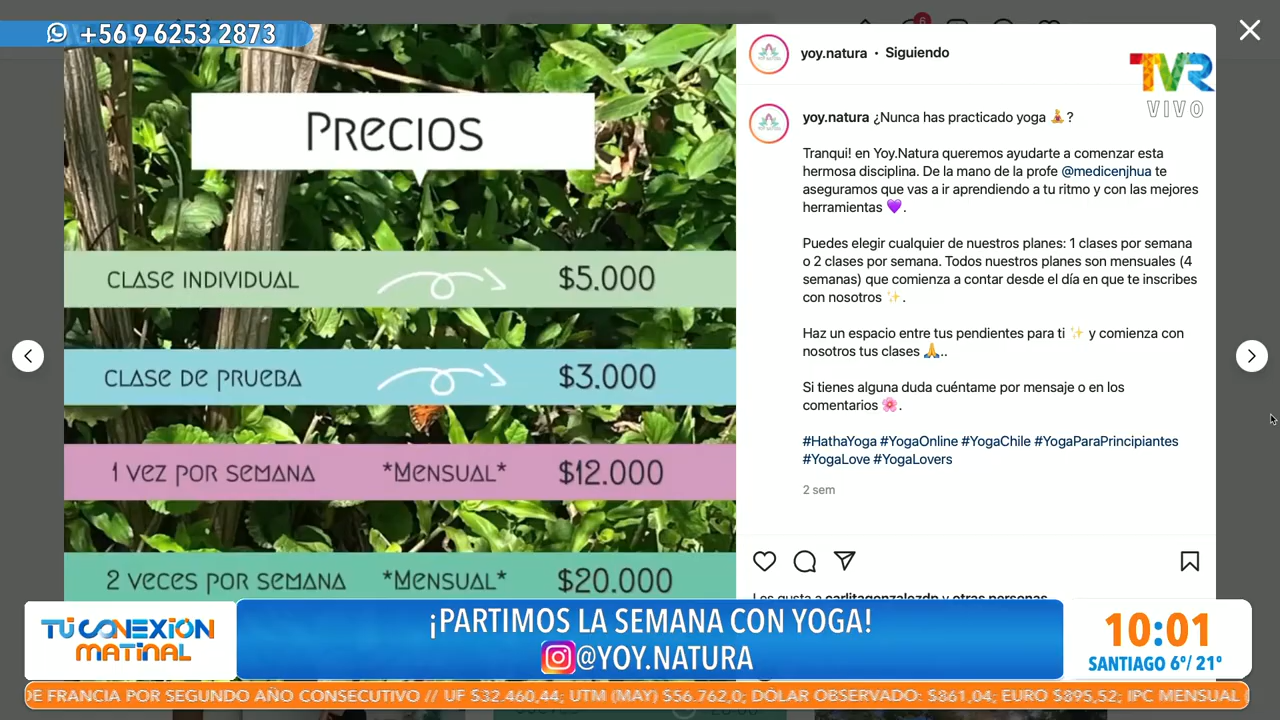 +56 9 6253 2873
PRECIOS
CLASE INDIVIDUAL $5.000
CLASE DE PRUEBA $3.000
1 VEZ POR SEMANA *MENSUAL* $12.000
2 VECES POR SEMANA *MENSUAL* $20.000
yoy.natura • Siguiendo
TVR
VIVO
yoy.natura ¿Nunca has practicado yoga 🧘?
Tranqui! en Yoy.Natura queremos ayudarte a comenzar esta
hermosa disciplina. De la mano de la profe @medicenjhua te
aseguramos que vas a ir aprendiendo a tu ritmo y con las mejores
herramientas 💜.
Puedes elegir cualquier de nuestros planes: 1 clases por semana
o 2 clases por semana. Todos nuestros planes son mensuales (4
semanas) que comienza a contar desde el día en que te inscribes
con nosotros ✨.
Haz un espacio entre tus pendientes para ti ✨ y comienza con
nosotros tus clases 🙏..
Si tienes alguna duda cuéntame por mensaje o en los
comentarios 🌸.
#HathaYoga #YogaOnline #YogaChile #YogaParaPrincipiantes
#YogaLove #YogaLovers
2 sem
Les gusta a carlitagonzalezdp y otras personas
TU CONEXIÓN
MATINAL
¡PARTIMOS LA SEMANA CON YOGA!
@YOY.NATURA
10:01
SANTIAGO 6°/ 21°
DE FRANCIA POR SEGUNDO AÑO CONSECUTIVO // UF $32.460,44; UTM (MAY) $56.762,0; DÓLAR OBSERVADO: $861,04; EURO $895,52; IPC MENSUAL